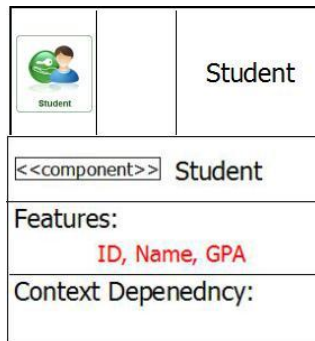 Student
Student
<<component>> Student
Features:
ID, Name, GPA
Context Depenedncy: